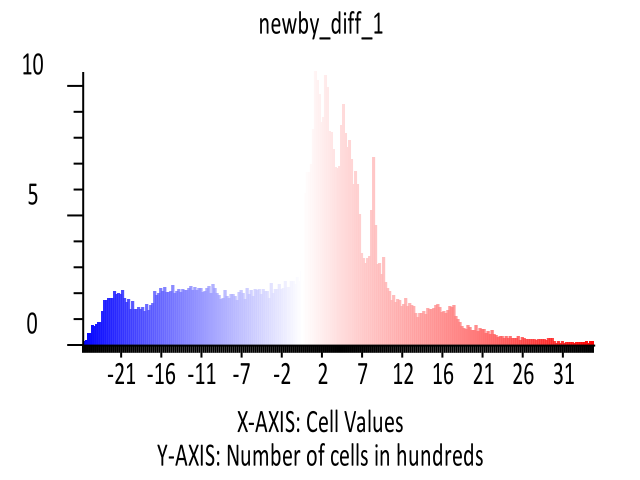 newby_diff_1
10
5
0
-21 -16 -11 -7 -2 2 7 12 16 21 26 31
X-AXIS: Cell Values
Y-AXIS: Number of cells in hundreds